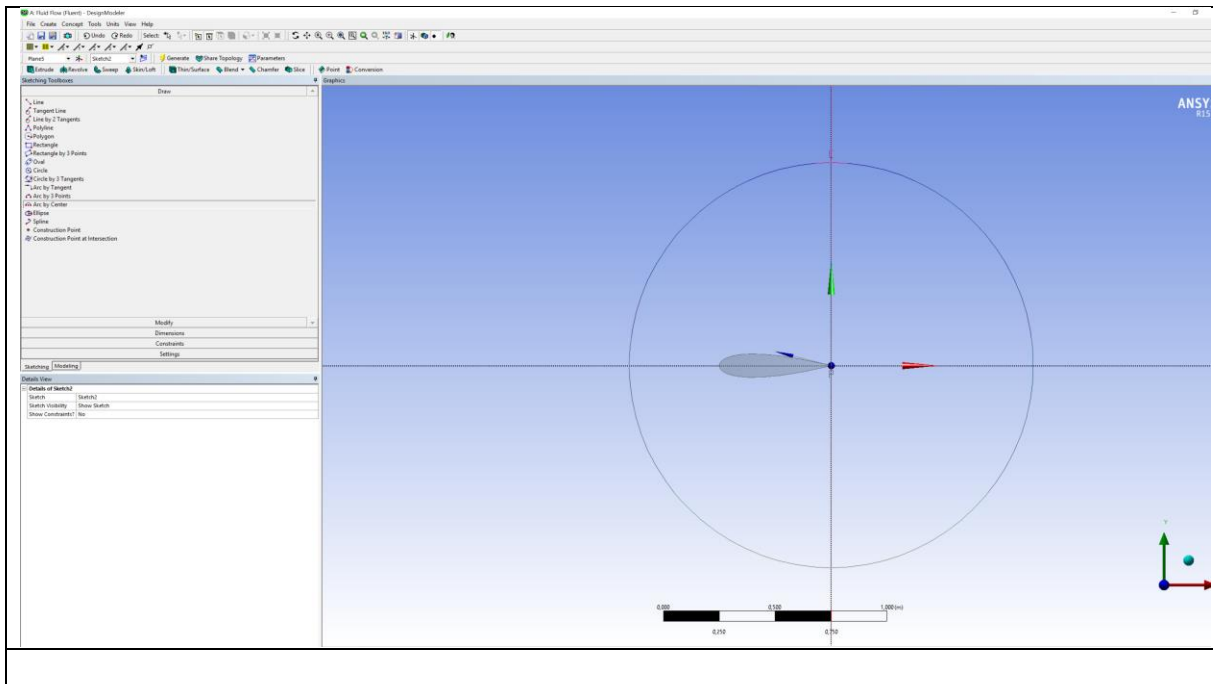 A: Fluid Flow (Fluent) - DesignModeler
File Create Concept Tools Units View Help
Undo Redo Select:
Plane5 Sketch2 Generate Share Topology Parameters
Extrude Revolve Sweep Skin/Loft Thin/Surface Blend Chamfer Slice Point Conversion
Sketching Toolboxes
Graphics
Draw
Line
Tangent Line
Line by 2 Tangents
Polyline
Polygon
Rectangle
Rectangle by 3 Points
Oval
Circle
Circle by 3 Tangents
Arc by Tangent
Arc by 3 Points
Arc by Center
Ellipse
Spline
Construction Point
Construction Point at Intersection
Modify
Dimensions
Constraints
Settings
Sketching Modeling
Details View
Details of Sketch2
Sketch Sketch2
Sketch Visibility Show Sketch
Show Constraints? No
ANSY
R15
Y
0,000 0,500 1,000 (m)
0,250 0,750